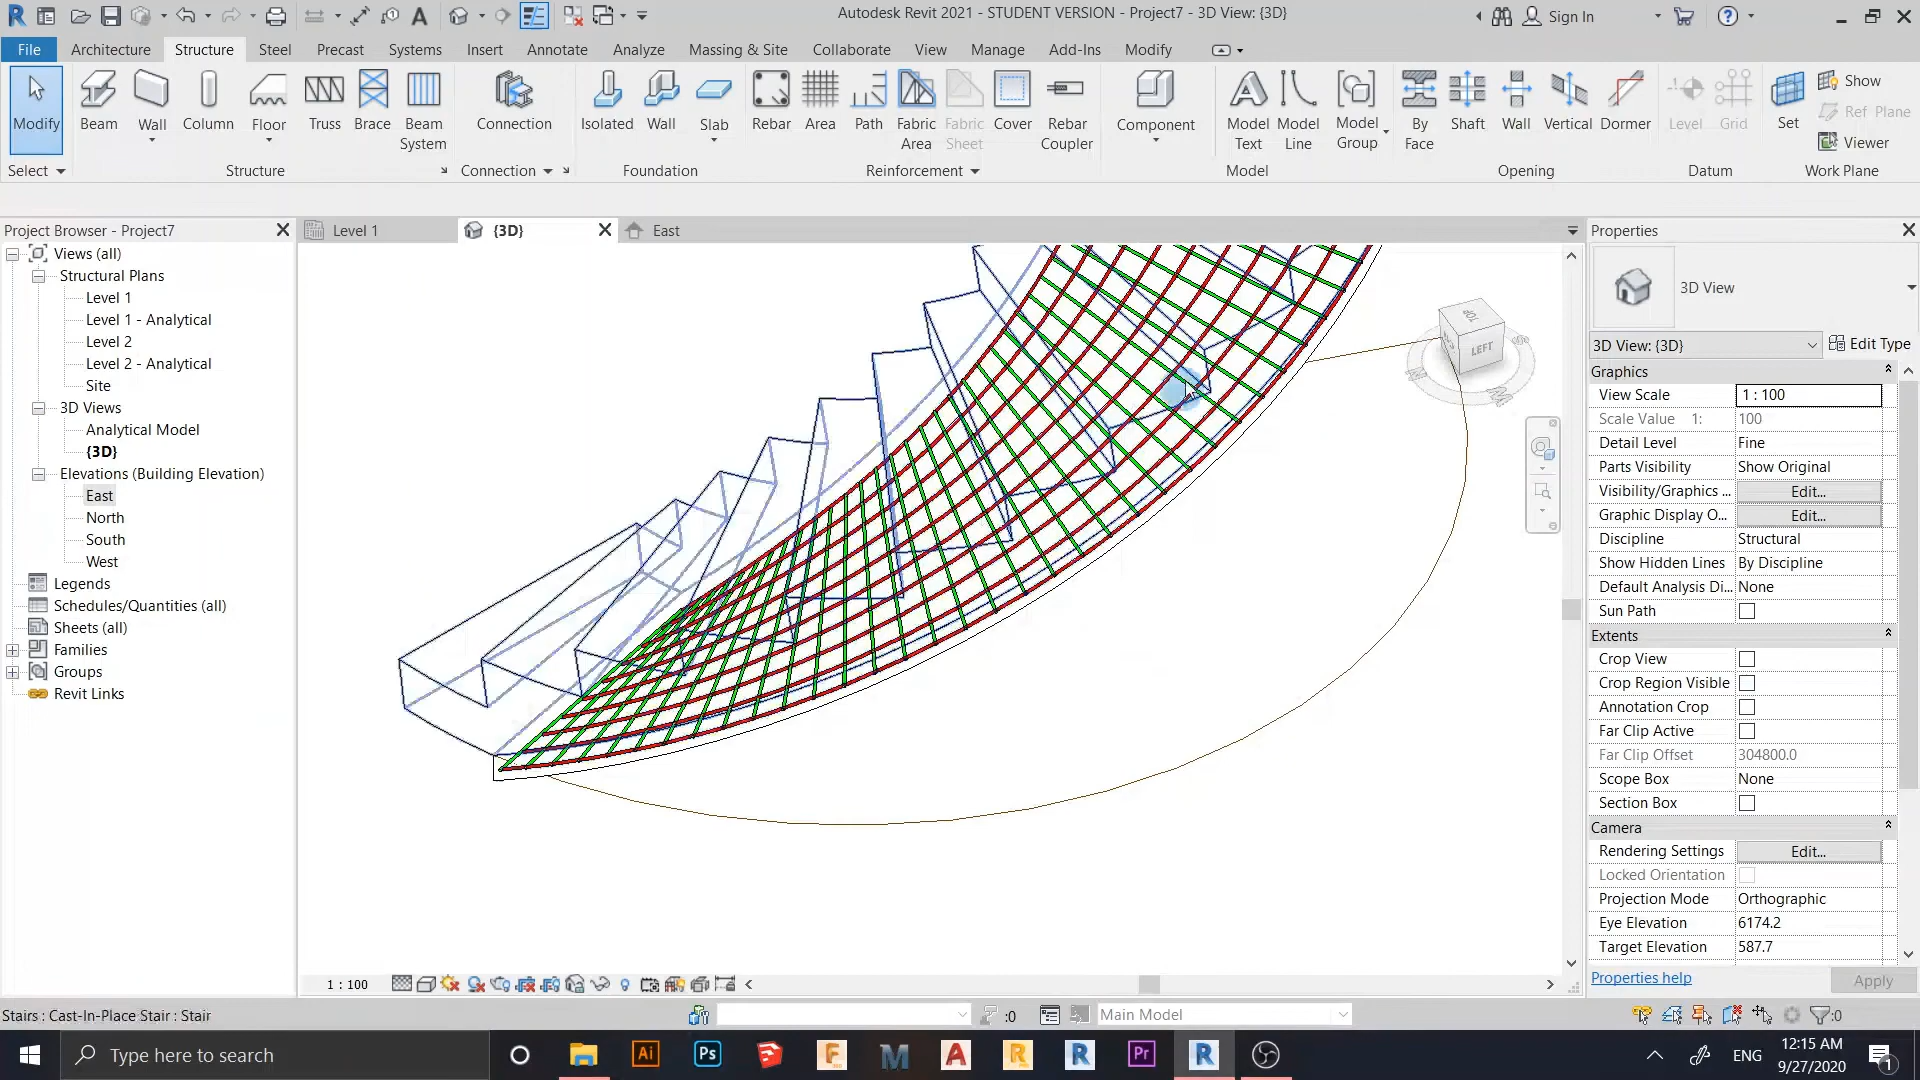 Autodesk Revit 2021 - STUDENT VERSION - Project7 - 3D View: {3D}
Sign In
File
Architecture
Structure
Steel
Precast
Systems
Insert
Annotate
Analyze
Massing & Site
Collaborate
View
Manage
Add-Ins
Modify
Modify
Beam
Wall
Column
Floor
Truss
Brace
Beam
System
Connection
Isolated
Wall
Slab
Rebar
Area
Path
Fabric
Area
Fabric
Sheet
Cover
Rebar
Coupler
Component
Model
Text
Model
Line
Model
Group
By
Face
Shaft
Wall
Vertical
Dormer
Level
Grid
Set
Show
Ref Plane
Viewer
Select
Structure
Connection
Foundation
Reinforcement
Model
Opening
Datum
Work Plane
Project Browser - Project7
Level 1
{3D}
East
Properties
Views (all)
Structural Plans
Level 1
Level 1 - Analytical
Level 2
Level 2 - Analytical
Site
3D Views
Analytical Model
{3D}
Elevations (Building Elevation)
East
North
South
West
Legends
Schedules/Quantities (all)
Sheets (all)
Families
Groups
Revit Links
LEFT
3D View
3D View: {3D}
Edit Type
Graphics
View Scale
1 : 100
Scale Value 1:
100
Detail Level
Fine
Parts Visibility
Show Original
Visibility/Graphics ...
Edit...
Graphic Display O...
Edit...
Discipline
Structural
Show Hidden Lines
By Discipline
Default Analysis Di...
None
Sun Path
Extents
Crop View
Crop Region Visible
Annotation Crop
Far Clip Active
Far Clip Offset
304800.0
Scope Box
None
Section Box
Camera
Rendering Settings
Edit...
Locked Orientation
Projection Mode
Orthographic
Eye Elevation
6174.2
Target Elevation
587.7
Properties help
Apply
1 : 100
Stairs : Cast-In-Place Stair : Stair
:0
Main Model
:0
Type here to search
Ai
Ps
F
M
A
R
R
Pr
R
ENG
12:15 AM
9/27/2020
1